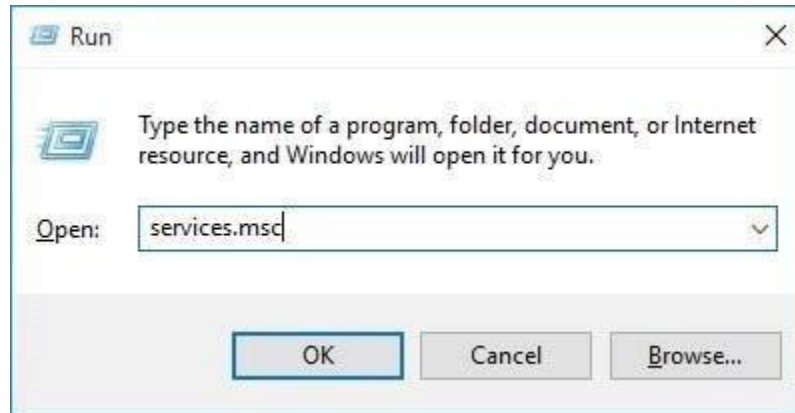 Run
Type the name of a program, folder, document, or Internet
resource, and Windows will open it for you.
Open: services.msc
OK Cancel Browse...